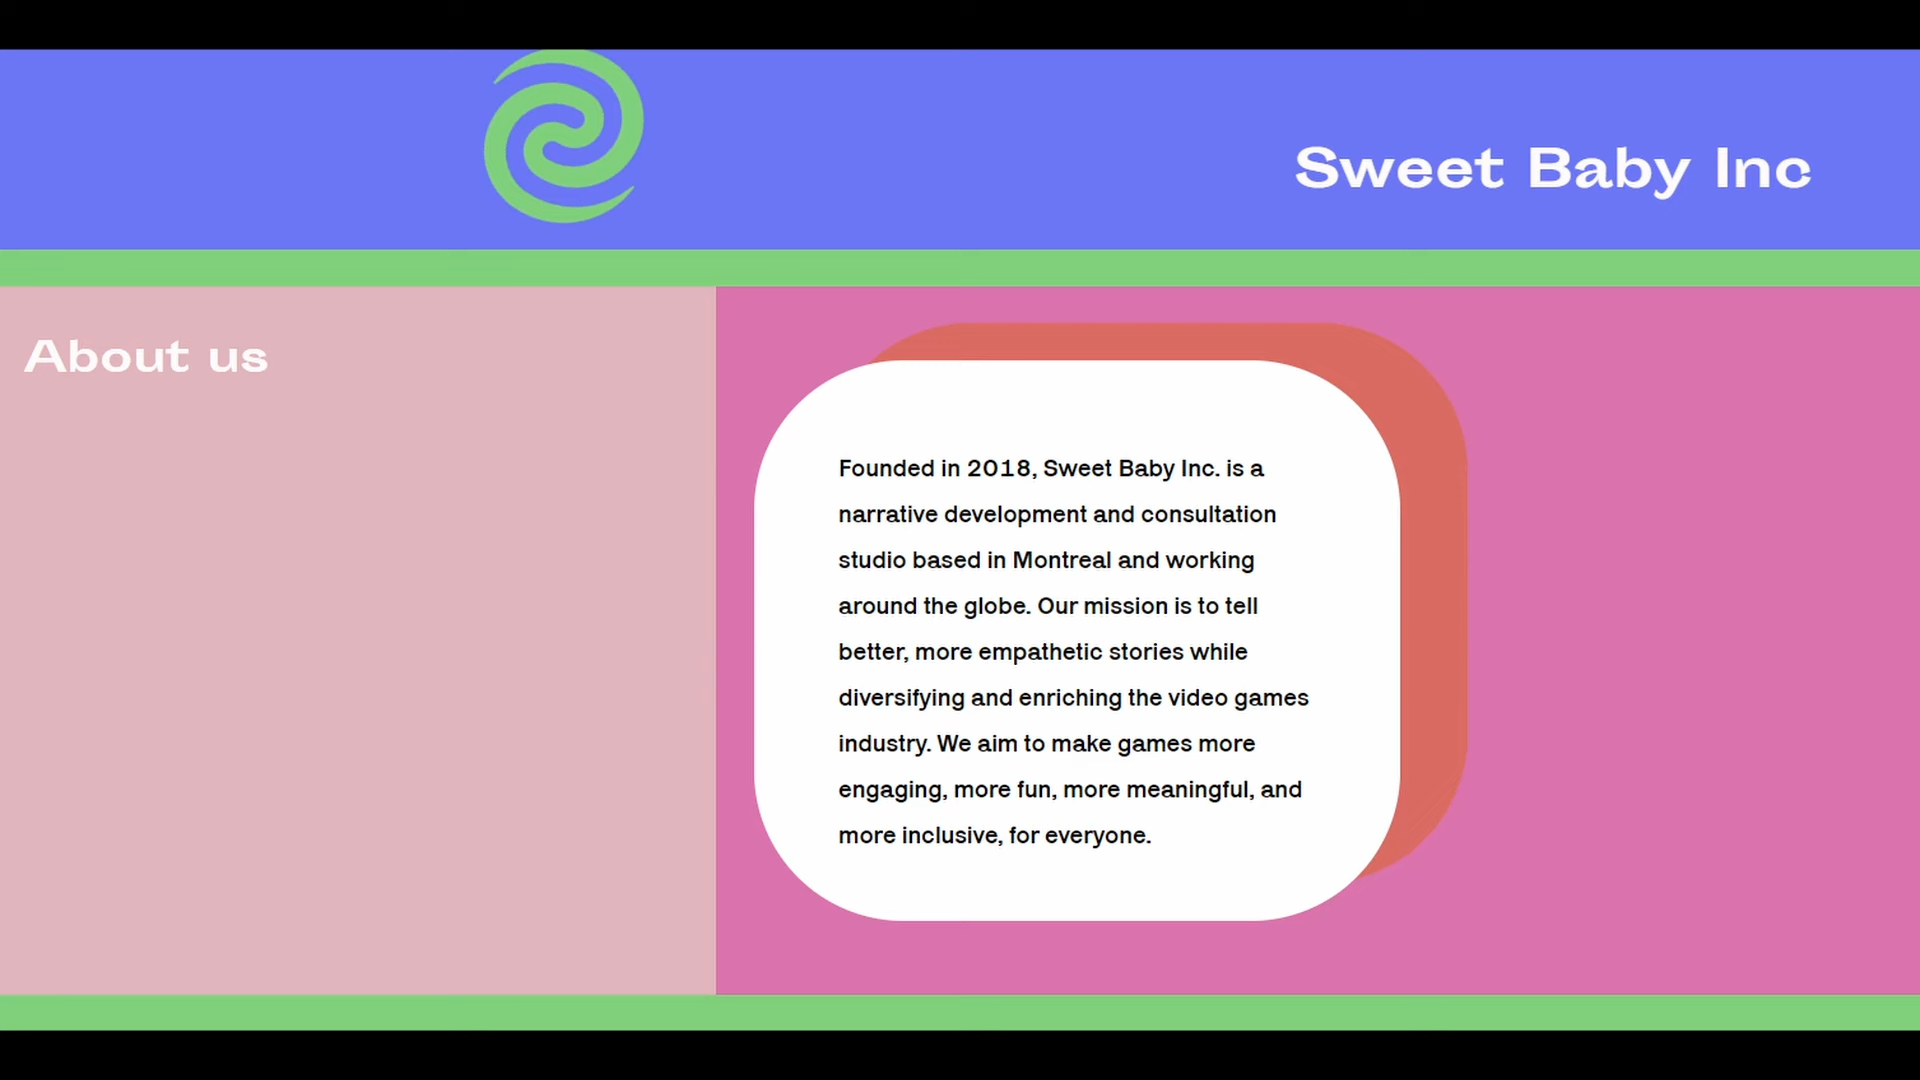 Sweet Baby Inc
About us
Founded in 2018, Sweet Baby Inc. is a
narrative development and consultation
studio based in Montreal and working
around the globe. Our mission is to tell
better, more empathetic stories while
diversifying and enriching the video games
industry. We aim to make games more
engaging, more fun, more meaningful, and
more inclusive, for everyone.